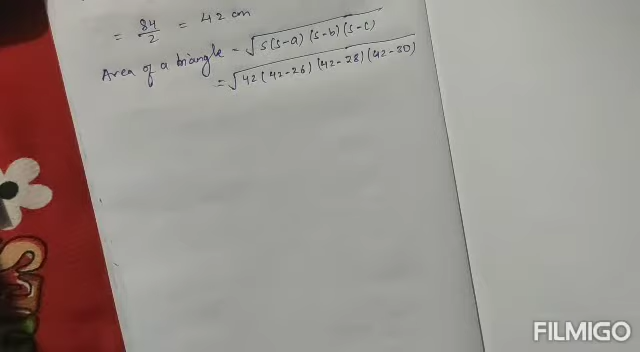 = 84/2 = 42 cm
Area of a triangle = √s(s-a) (s-b) (s-c)
= √42 (42-26) (42-28) (42-30)
FILMIGO